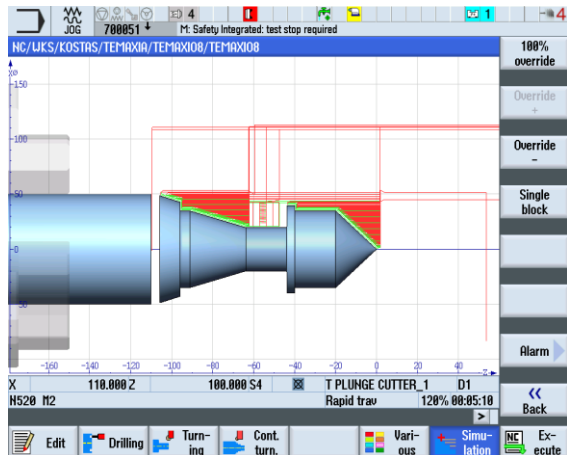 JOG
4
1
4
700051
M: Safety Integrated: test stop required
NC/WKS/KOSTAS/TEMAXIA/TEMAXIO8/TEMAXIO8
100%
override
Override
+
Override
-
Single
block
Alarm
<<
Back
150
100
50
0
-160 -140 -120 -100 -80 -60 -40 -20 0 20 40
X 110.000 Z 100.000 S4 T PLUNGE CUTTER_1 D1
N520 M2 Rapid trav 120% 00:05:10
>
Edit
Drilling
Turn-
ing
Cont.
turn.
Vari-
ous
Simu-
lation
NC Ex-
ecute